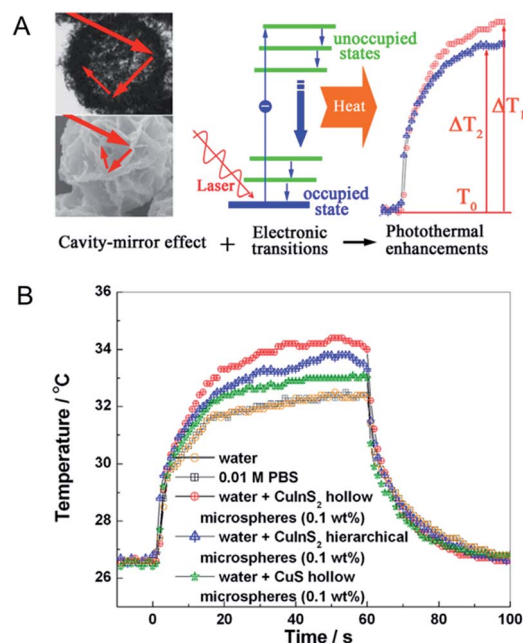 A
unoccupied
states
Heat
Laser
occupied
state
ΔT₂
ΔT₁
T₀
Cavity-mirror effect + Electronic transitions → Photothermal enhancements
B
Temperature / °C
36
34
32
30
28
26
water
0.01 M PBS
water + CuInS₂ hollow
microspheres (0.1 wt%)
water + CuInS₂ hierarchical
microspheres (0.1 wt%)
water + CuS hollow
microspheres (0.1 wt%)
0 20 40 60 80 100
Time / s